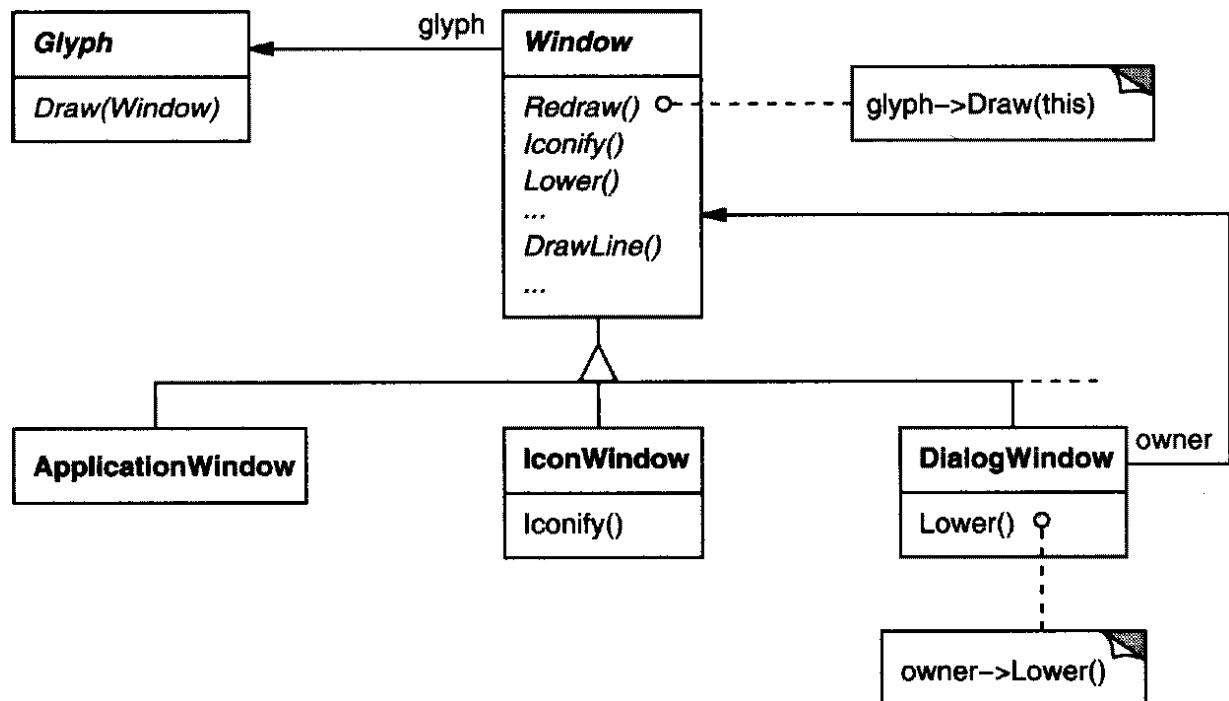 Glyph
Draw(Window)
glyph
Window
Redraw()
Iconify()
Lower()
...
DrawLine()
...
glyph->Draw(this)
ApplicationWindow
IconWindow
Iconify()
DialogWindow
Lower()
owner
owner->Lower()